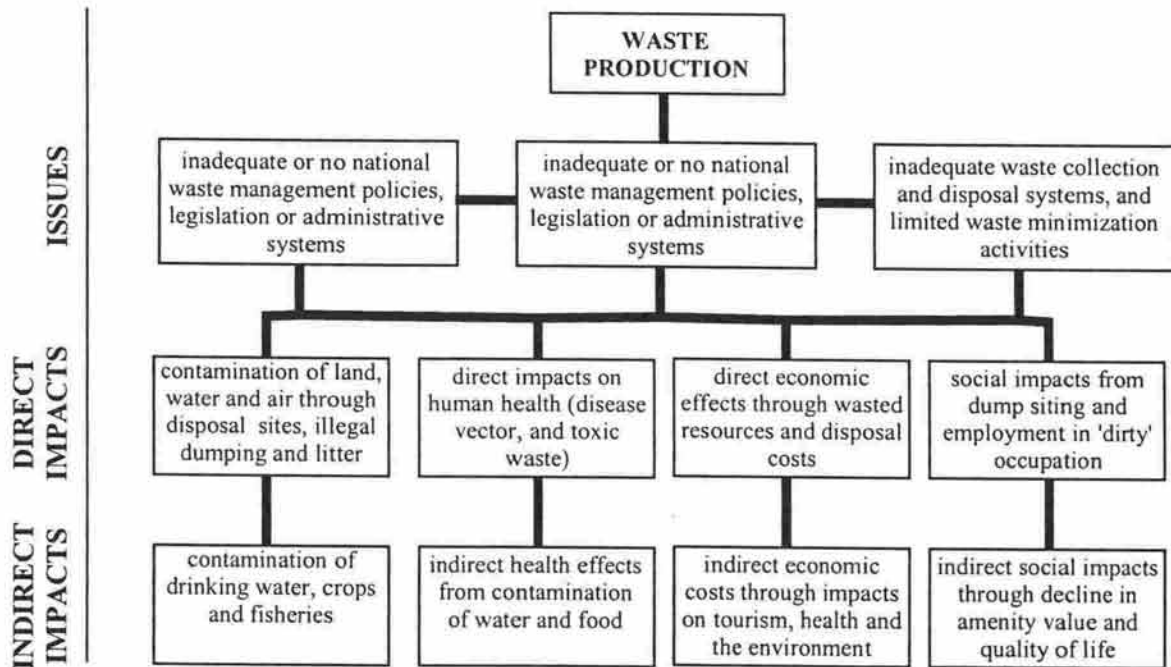 WASTE
PRODUCTION
ISSUES
inadequate or no national
waste management policies,
legislation or administrative
systems
inadequate or no national
waste management policies,
legislation or administrative
systems
inadequate waste collection
and disposal systems, and
limited waste minimization
activities
DIRECT
IMPACTS
contamination of land,
water and air through
disposal sites, illegal
dumping and litter
direct impacts on
human health (disease
vector, and toxic
waste)
direct economic
effects through wasted
resources and disposal
costs
social impacts from
dump siting and
employment in 'dirty'
occupation
INDIRECT
IMPACTS
contamination of
drinking water, crops
and fisheries
indirect health effects
from contamination
of water and food
indirect economic
costs through impacts
on tourism, health and
the environment
indirect social impacts
through decline in
amenity value and
quality of life